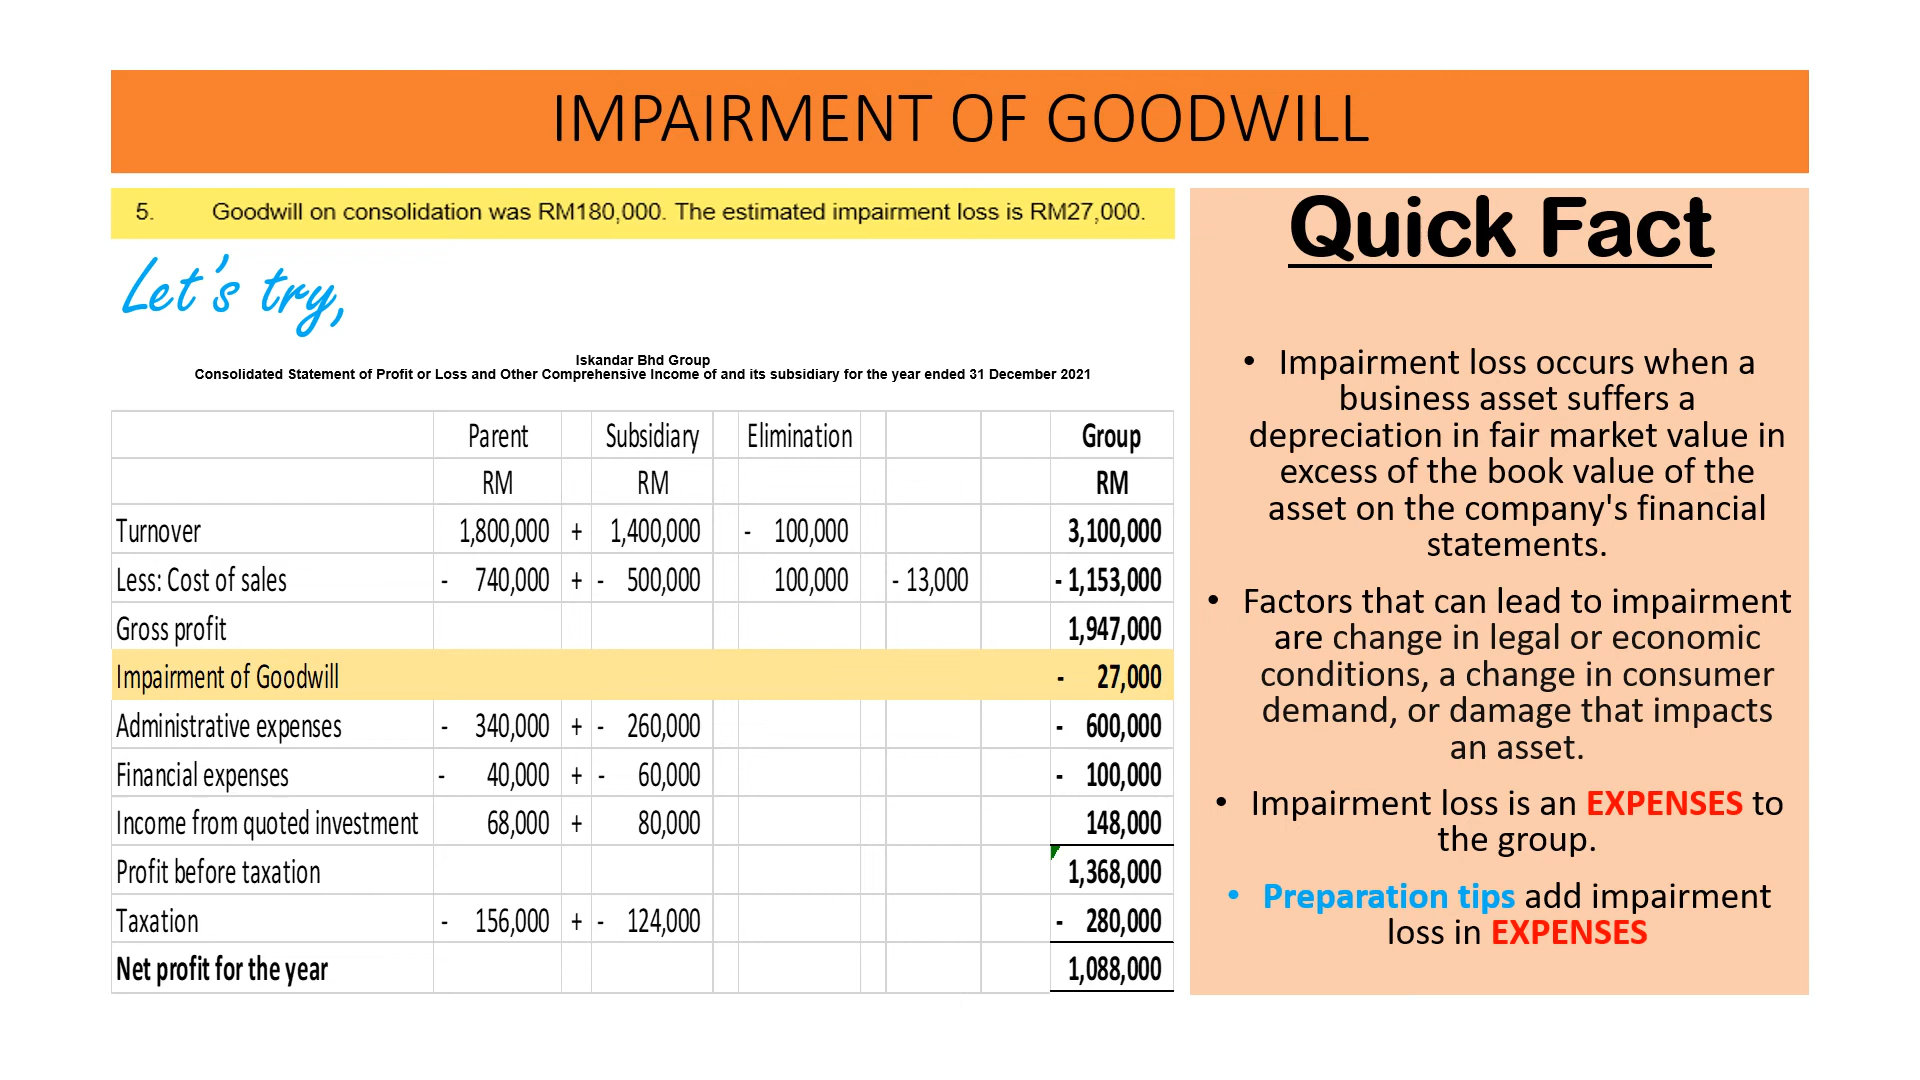 IMPAIRMENT OF GOODWILL
5. Goodwill on consolidation was RM180,000. The estimated impairment loss is RM27,000.
Let's try,
Iskandar Bhd Group
Consolidated Statement of Profit or Loss and Other Comprehensive Income of and its subsidiary for the year ended 31 December 2021
Parent Subsidiary Elimination Group
RM RM RM
Turnover 1,800,000 + 1,400,000 - 100,000 3,100,000
Less: Cost of sales - 740,000 + - 500,000 100,000 - 13,000 - 1,153,000
Gross profit 1,947,000
Impairment of Goodwill - 27,000
Administrative expenses - 340,000 + - 260,000 - 600,000
Financial expenses - 40,000 + - 60,000 - 100,000
Income from quoted investment 68,000 + 80,000 148,000
Profit before taxation 1,368,000
Taxation - 156,000 + - 124,000 - 280,000
Net profit for the year 1,088,000
Quick Fact
• Impairment loss occurs when a
business asset suffers a
depreciation in fair market value in
excess of the book value of the
asset on the company's financial
statements.
• Factors that can lead to impairment
are change in legal or economic
conditions, a change in consumer
demand, or damage that impacts
an asset.
• Impairment loss is an EXPENSES to
the group.
• Preparation tips add impairment
loss in EXPENSES